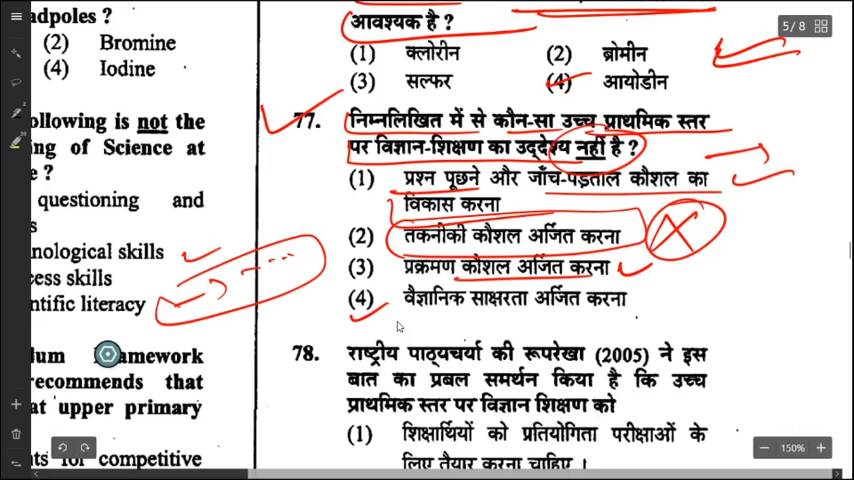 adpoles ?
(2) Bromine
(4) Iodine
ollowing is not the
ing of Science at
e ?
questioning and
s
nological skills
cess skills
ntific literacy
lum Framework
recommends that
at upper primary
nts for competitive
आवश्यक है ?
(1) क्लोरीन (2) ब्रोमीन
(3) सल्फर (4) आयोडीन
77. निम्नलिखित में से कौन-सा उच्च प्राथमिक स्तर
पर विज्ञान-शिक्षण का उद्देश्य नहीं है ?
(1) प्रश्न पूछने और जाँच-पड़ताल कौशल का
विकास करना
(2) तकनीकी कौशल अर्जित करना
(3) प्रक्रमण कौशल अर्जित करना
(4) वैज्ञानिक साक्षरता अर्जित करना
78. राष्ट्रीय पाठ्यचर्या की रूपरेखा (2005) ने इस
बात का प्रबल समर्थन किया है कि उच्च
प्राथमिक स्तर पर विज्ञान शिक्षण को
(1) शिक्षार्थियों को प्रतियोगिता परीक्षाओं के
लिए तैयार करना चाहिए ।
5/8
150%